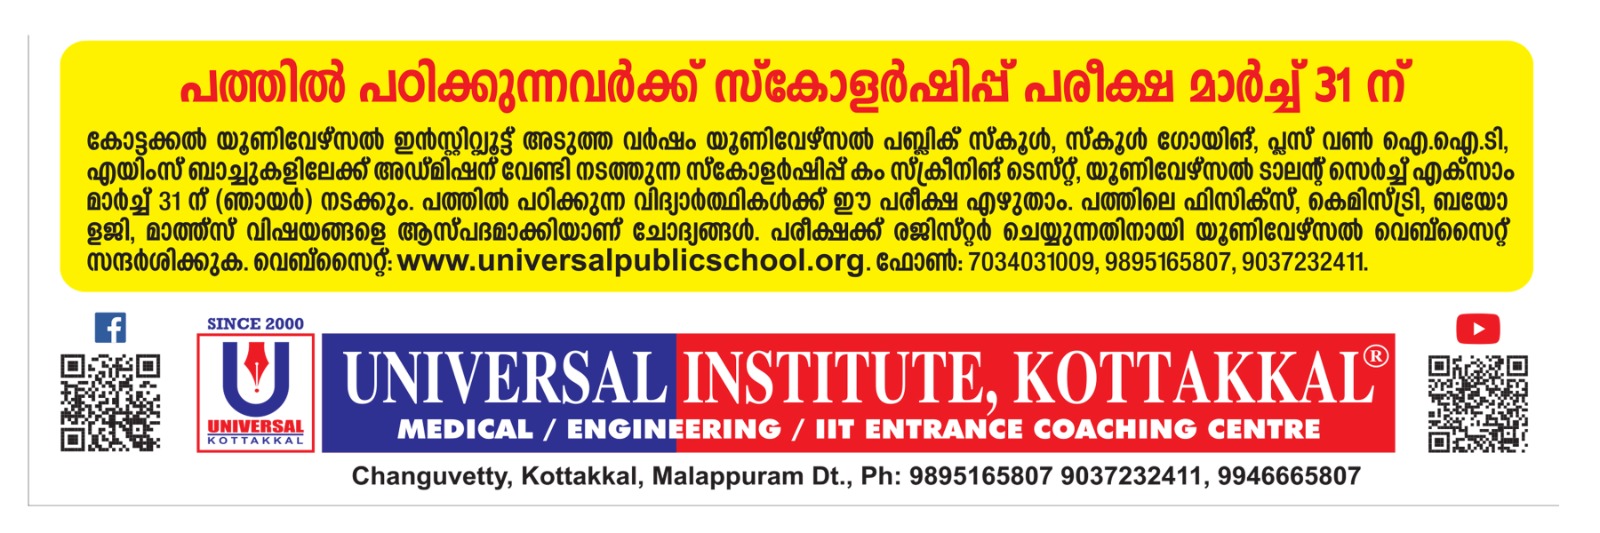 പത്തിൽ പഠിക്കുന്നവർക്ക് സ്കോളർഷിപ്പ് പരീക്ഷ മാർച്ച് 31 ന്
കോട്ടക്കൽ യൂണിവേഴ്സൽ ഇൻസ്റ്റിറ്റ്യൂട്ട് അടുത്ത വർഷം യൂണിവേഴ്സൽ പബ്ലിക് സ്കൂൾ, സ്കൂൾ ഗോയിങ്, പ്ലസ് വൺ ഐ.ഐ.ടി,
എയിംസ് ബാച്ചുകളിലേക്ക് അഡ്മിഷന് വേണ്ടി നടത്തുന്ന സ്കോളർഷിപ്പ് കം സ്ക്രീനിങ് ടെസ്റ്റ്, യൂണിവേഴ്സൽ ടാലന്റ് സെർച്ച് എക്സാം
മാർച്ച് 31 ന് (ഞായർ) നടക്കും. പത്തിൽ പഠിക്കുന്ന വിദ്യാർത്ഥികൾക്ക് ഈ പരീക്ഷ എഴുതാം. പത്തിലെ ഫിസിക്സ്, കെമിസ്ട്രി, ബയോ
ളജി, മാത്ത്സ് വിഷയങ്ങളെ ആസ്പദമാക്കിയാണ് ചോദ്യങ്ങൾ. പരീക്ഷക്ക് രജിസ്റ്റർ ചെയ്യുന്നതിനായി യൂണിവേഴ്സൽ വെബ്സൈറ്റ്
സന്ദർശിക്കുക. വെബ്സൈറ്റ്: www.universalpublicschool.org. ഫോൺ: 7034031009, 9895165807, 9037232411.
SINCE 2000
UNIVERSAL
KOTTAKKAL
UNIVERSAL INSTITUTE, KOTTAKKAL®
MEDICAL / ENGINEERING / IIT ENTRANCE COACHING CENTRE
Changuvetty, Kottakkal, Malappuram Dt., Ph: 9895165807 9037232411, 9946665807